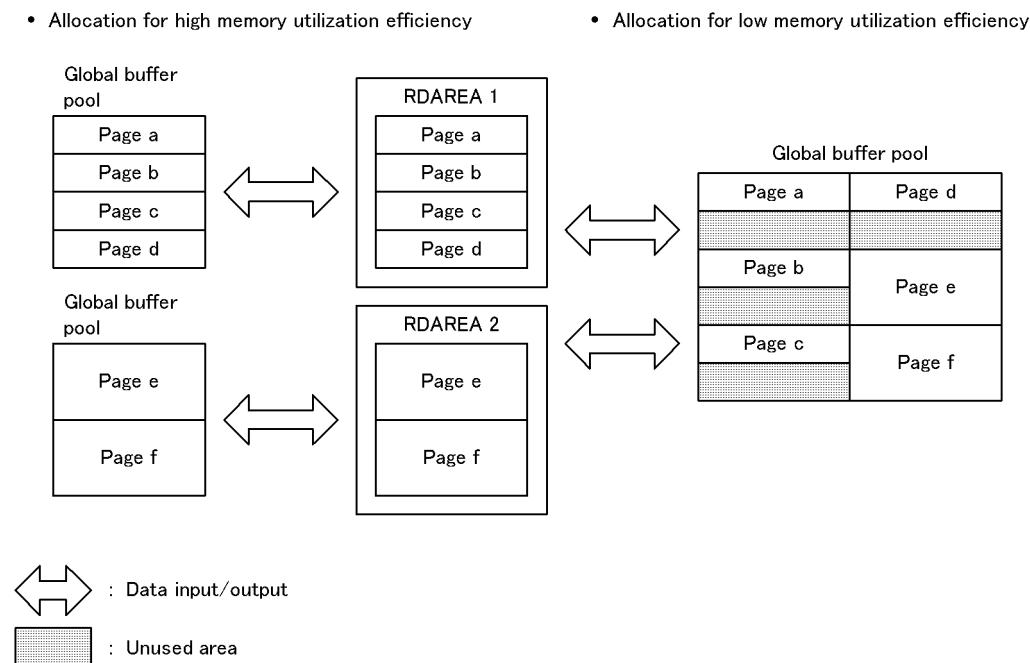 • Allocation for high memory utilization efficiency
• Allocation for low memory utilization efficiency
Global buffer
pool
Page a
Page b
Page c
Page d
RDAREA 1
Page a
Page b
Page c
Page d
Global buffer
pool
Page e
Page f
RDAREA 2
Page e
Page f
Global buffer pool
Page a
Page d
Page b
Page e
Page c
Page f
: Data input/output
: Unused area